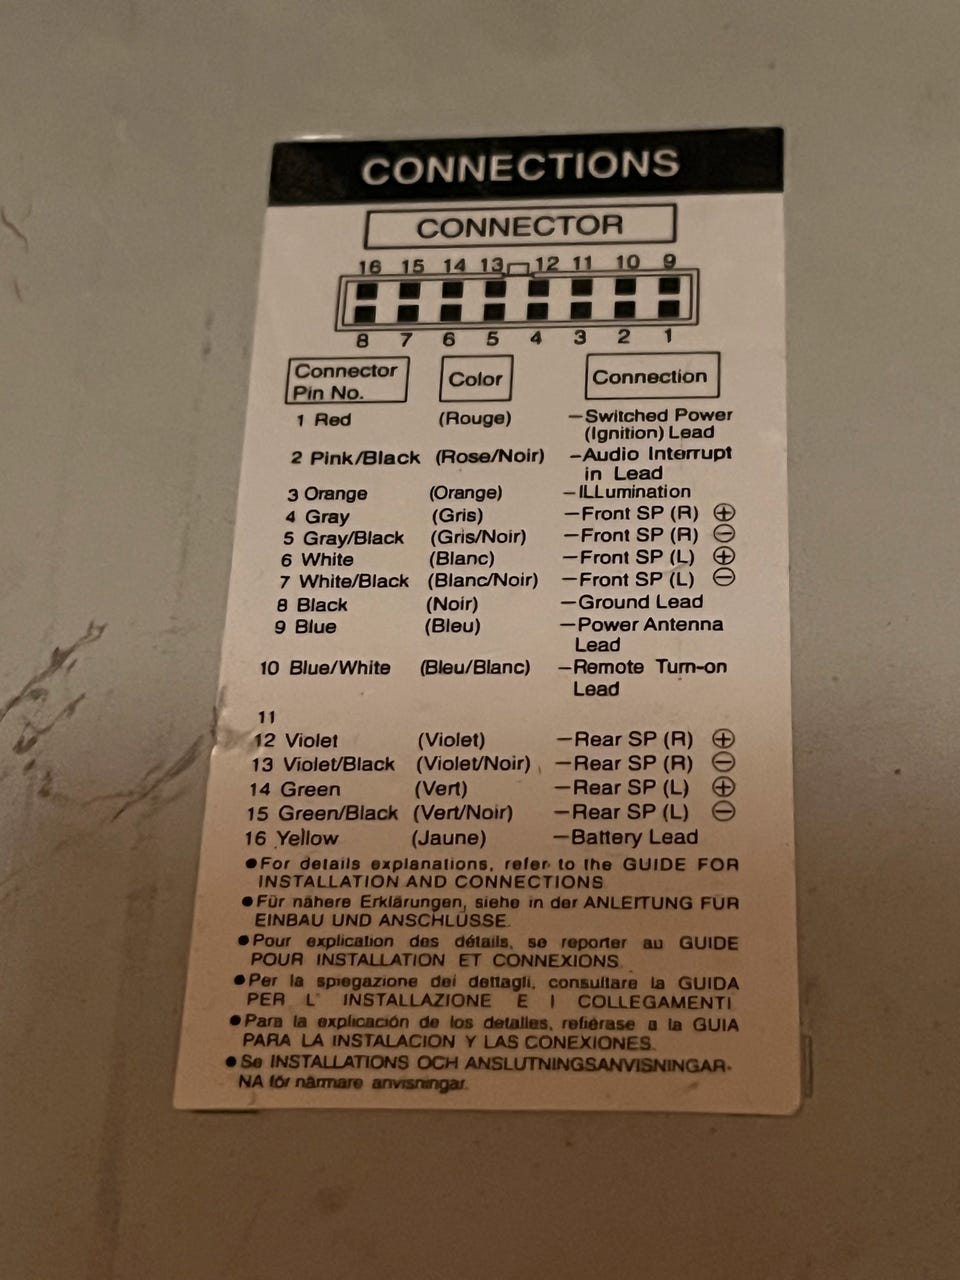 CONNECTIONS
CONNECTOR
16 15 14 13 12 11 10 9
8 7 6 5 4 3 2 1
Connector Pin No. Color Connection
1 Red (Rouge) –Switched Power
(Ignition) Lead
2 Pink/Black (Rose/Noir) –Audio Interrupt
in Lead
3 Orange (Orange) –ILLumination
4 Gray (Gris) –Front SP (R) ⊕
5 Gray/Black (Gris/Noir) –Front SP (R) ⊖
6 White (Blanc) –Front SP (L) ⊕
7 White/Black (Blanc/Noir) –Front SP (L) ⊖
8 Black (Noir) –Ground Lead
9 Blue (Bleu) –Power Antenna
Lead
10 Blue/White (Bleu/Blanc) –Remote Turn-on
Lead
11
12 Violet (Violet) –Rear SP (R) ⊕
13 Violet/Black (Violet/Noir) –Rear SP (R) ⊖
14 Green (Vert) –Rear SP (L) ⊕
15 Green/Black (Vert/Noir) –Rear SP (L) ⊖
16 Yellow (Jaune) –Battery Lead
●For details explanations, refer to the GUIDE FOR
INSTALLATION AND CONNECTIONS
●Für nähere Erklärungen, siehe in der ANLEITUNG FÜR
EINBAU UND ANSCHLÜSSE.
●Pour explication des détails, se reporter au GUIDE
POUR INSTALLATION ET CONNEXIONS.
●Per la spiegazione dei dettagli, consultare la GUIDA
PER L' INSTALLAZIONE E I COLLEGAMENTI
●Para la explicación de los detalles, refiérase a la GUIA
PARA LA INSTALACION Y LAS CONEXIONES.
●Se INSTALLATIONS OCH ANSLUTNINGSANVISNINGAR-
NA för närmare anvisningar.